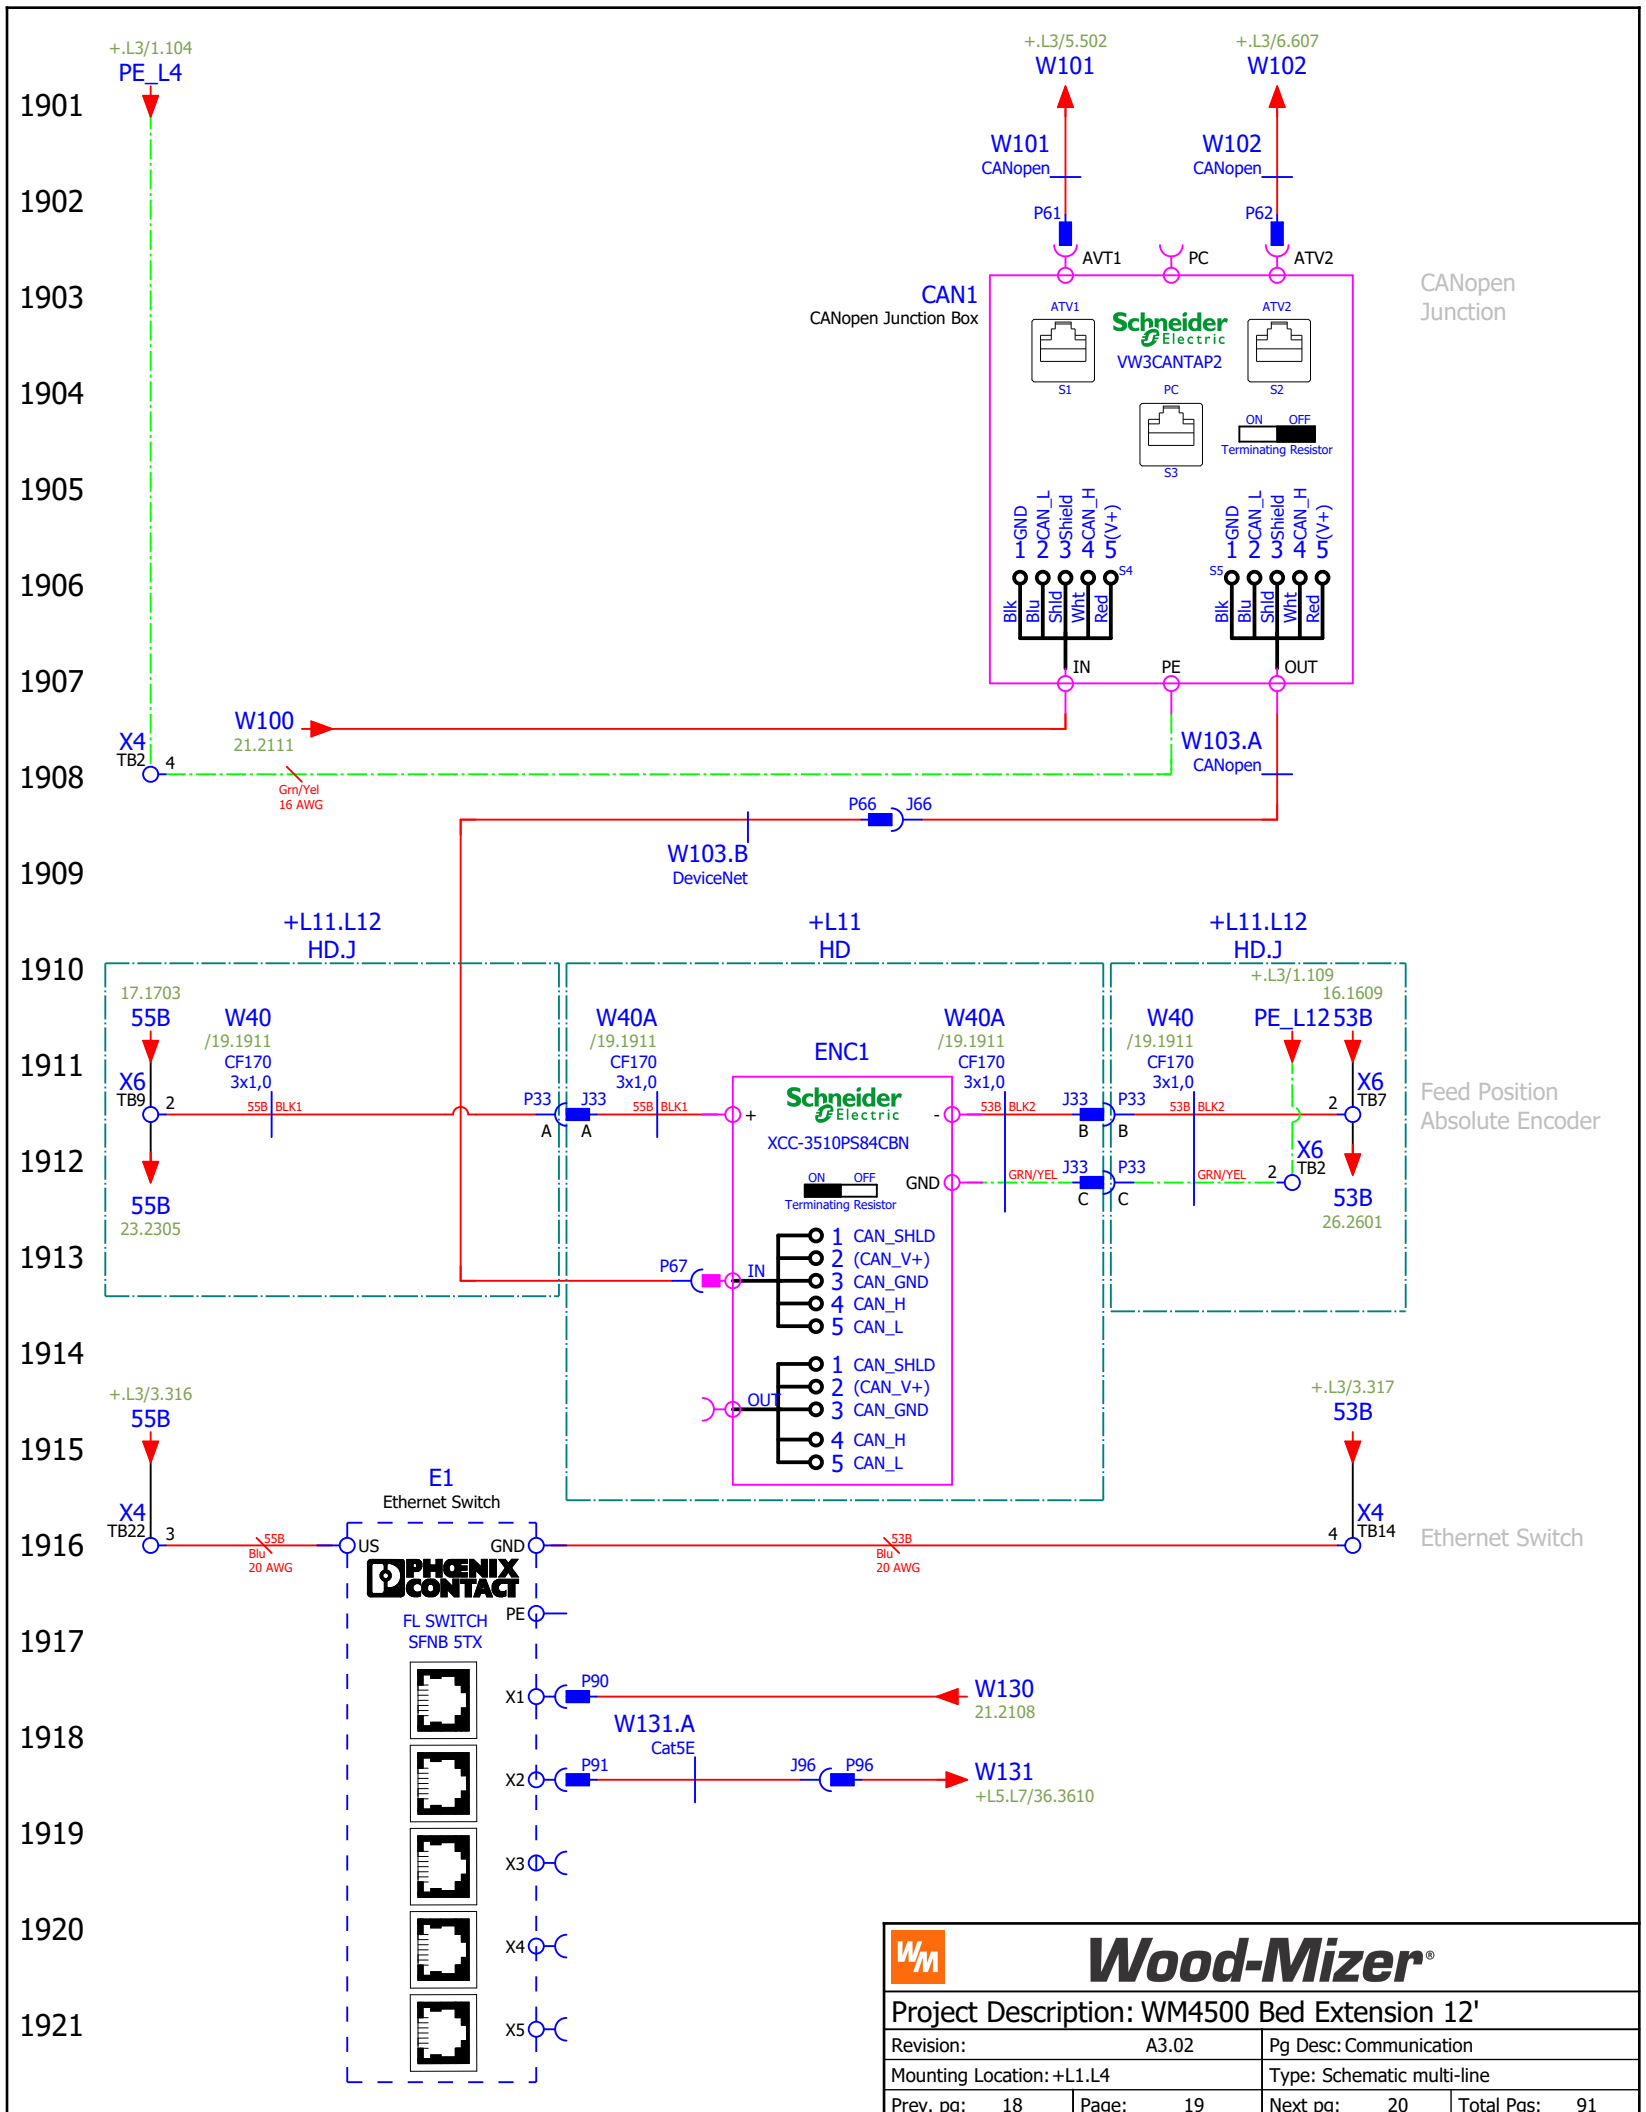 +.L3/1.104
PE_L4
+.L3/5.502
W101
+.L3/6.607
W102
1901
W101
CANopen
W102
CANopen
1902
P61
P62
AVT1
PC
ATV2
1903
CAN1
CANopen Junction Box
CANopen
Junction
ATV1
Schneider
Electric
VW3CANTAP2
ATV2
1904
S1
PC
S2
ON OFF
Terminating Resistor
S3
1905
GND
CAN_L
Shield
CAN_H
(V+)
1 2 3 4 5
S4
GND
CAN_L
Shield
CAN_H
(V+)
1 2 3 4 5
S5
1906
Blk
Blu
Shld
Wht
Red
Blk
Blu
Shld
Wht
Red
1907
IN
PE
OUT
W100
21.2111
X4
TB2
4
W103.A
CANopen
1908
Grn/Yel
16 AWG
P66 J66
W103.B
DeviceNet
1909
+L11.L12
HD.J
+L11
HD
+L11.L12
HD.J
1910
17.1703
55B
W40
/19.1911
CF170
3x1,0
W40A
/19.1911
CF170
3x1,0
W40A
/19.1911
CF170
3x1,0
W40
/19.1911
CF170
3x1,0
+.L3/1.109
PE_L12
16.1609
53B
1911
ENC1
X6
TB9
2
55B BLK1
P33 J33
A A
55B BLK1
+
Schneider
Electric
-
53B BLK2
J33 P33
B B
53B BLK2
2
X6
TB7
Feed Position
Absolute Encoder
XCC-3510PS84CBN
1912
ON OFF
Terminating Resistor
GND
GRN/YEL
J33 P33
C C
GRN/YEL
2
X6
TB2
55B
23.2305
53B
26.2601
1913
P67
IN
1 CAN_SHLD
2 (CAN_V+)
3 CAN_GND
4 CAN_H
5 CAN_L
1914
OUT
1 CAN_SHLD
2 (CAN_V+)
3 CAN_GND
4 CAN_H
5 CAN_L
+.L3/3.316
55B
+.L3/3.317
53B
1915
E1
Ethernet Switch
X4
TB22
3
1916
55B
Blu
20 AWG
US
GND
53B
Blu
20 AWG
4
X4
TB14
Ethernet Switch
PHŒNIX
CONTACT
PE
FL SWITCH
SFNB 5TX
1917
X1
P90
W130
21.2108
1918
W131.A
Cat5E
X2
P91
J96 P96
W131
+L5.L7/36.3610
1919
X3
1920
X4
1921
X5
WM
Wood-Mizer®
Project Description: WM4500 Bed Extension 12'
Revision: A3.02
Pg Desc: Communication
Mounting Location: +L1.L4
Type: Schematic multi-line
Prev. pg: 18
Page: 19
Next pg: 20
Total Pgs: 91